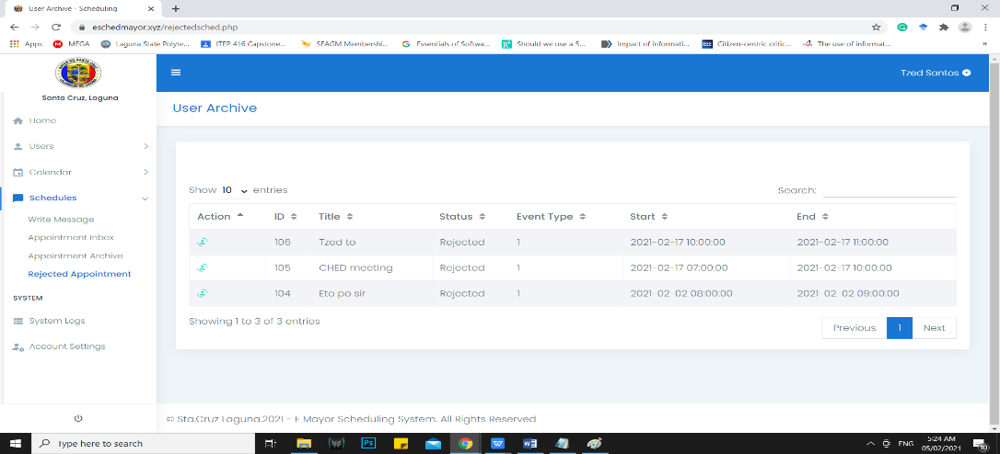 User Archive - Scheduling
eschedmayor.xyz/rejectedsched.php
Apps MEGA Laguna State Polyte... ITEP 416 Capstone... SEAGM Membershi... Essentials of Softwa... Should we use a 5... Impact of informati... Citizen-centric critic... The use of informat... »
Santa Cruz, Laguna
Tzed Santos
User Archive
Home
Users
Calendar
Schedules
Write Message
Appointment Inbox
Appointment Archive
Rejected Appointment
SYSTEM
System Logs
Account Settings
Show 10 entries
Search:
Action ID Title Status Event Type Start End
106 Tzed to Rejected 1 2021-02-17 10:00:00 2021-02-17 11:00:00
105 CHED meeting Rejected 1 2021-02-17 07:00:00 2021-02-17 10:00:00
104 Eto po sir Rejected 1 2021-02-02 08:00:00 2021-02-02 09:00:00
Showing 1 to 3 of 3 entries
Previous 1 Next
© Sta.Cruz Laguna.2021 - E Mayor Scheduling System. All Rights Reserved
Type here to search
Ps
ENG
5:24 AM
05/02/2021
10